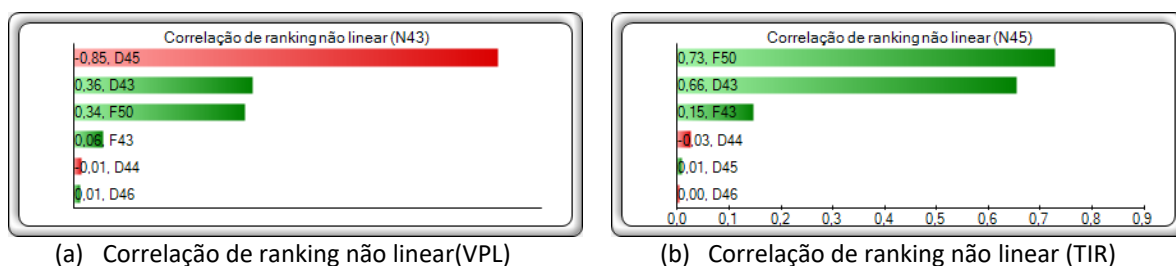 Correlação de ranking não linear (N43)
-0,85, D45
0,36, D43
0,34, F50
0,06, F43
-0,01, D44
0,01, D46
(a) Correlação de ranking não linear(VPL)
Correlação de ranking não linear (N45)
0,73, F50
0,66, D43
0,15, F43
-0,03, D44
0,01, D45
0,00, D46
0,0 0,1 0,2 0,3 0,4 0,5 0,6 0,7 0,8 0,9
(b) Correlação de ranking não linear (TIR)